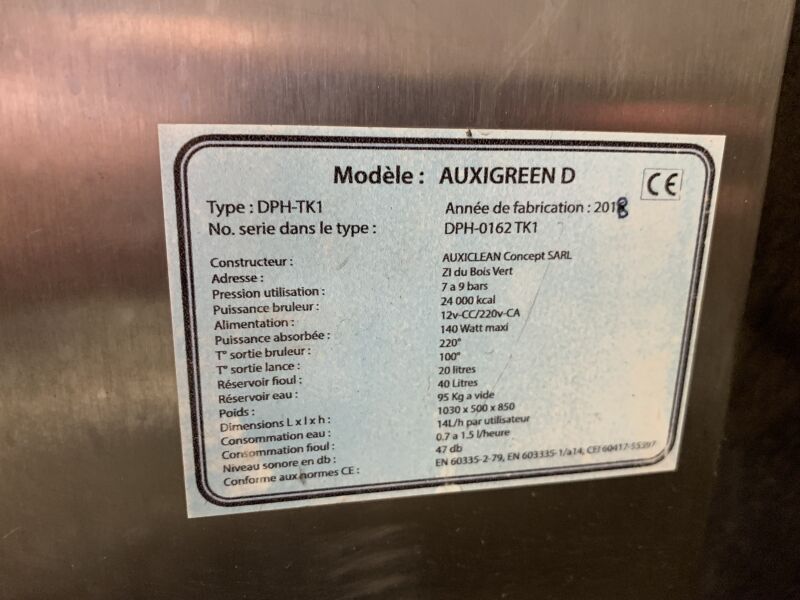 Modèle : AUXIGREEN D
CE
Type : DPH-TK1
Année de fabrication : 2018
No. serie dans le type :
DPH-0162 TK1
Constructeur :
AUXICLEAN Concept SARL
Adresse :
ZI du Bois Vert
Pression utilisation :
7 a 9 bars
Puissance bruleur :
24 000 kcal
Alimentation :
12v-CC/220v-CA
Puissance absorbée :
140 Watt maxi
T° sortie bruleur :
220°
T° sortie lance :
100°
Réservoir fioul :
20 litres
Réservoir eau :
40 Litres
Poids :
95 Kg a vide
Dimensions L x l x h :
1030 x 500 x 850
Consommation eau :
14L/h par utilisateur
Consommation fioul :
0.7 a 1.5 l/heure
Niveau sonore en db :
47 db
Conforme aux normes CE :
EN 60335-2-79, EN 603335-1/a14, CEI 60417-55397